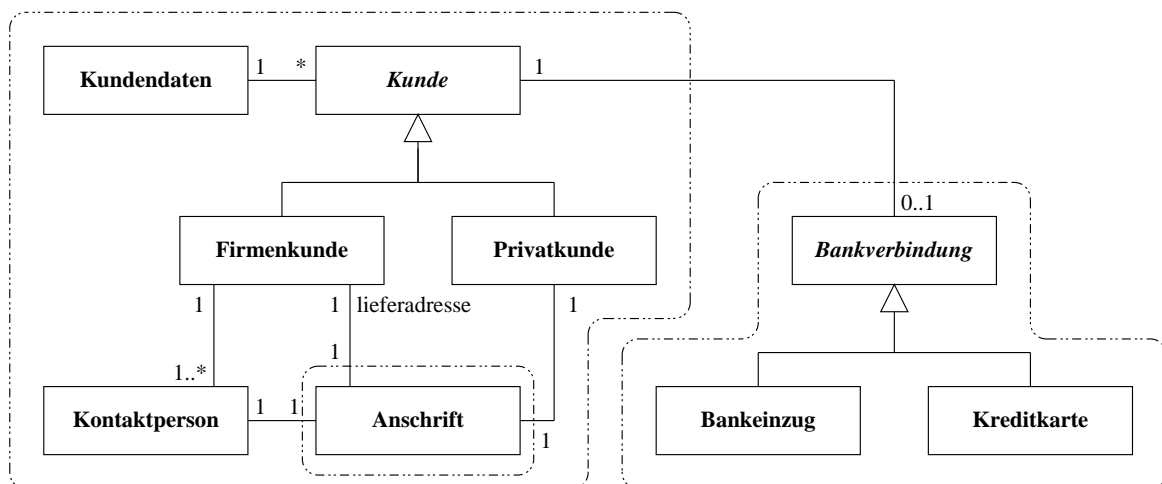 Kundendaten
1
*
Kunde
1
0..1
Firmenkunde
Privatkunde
Bankverbindung
1
1
lieferadresse
1
1..*
1
Kontaktperson
1
1
Anschrift
1
Bankeinzug
Kreditkarte